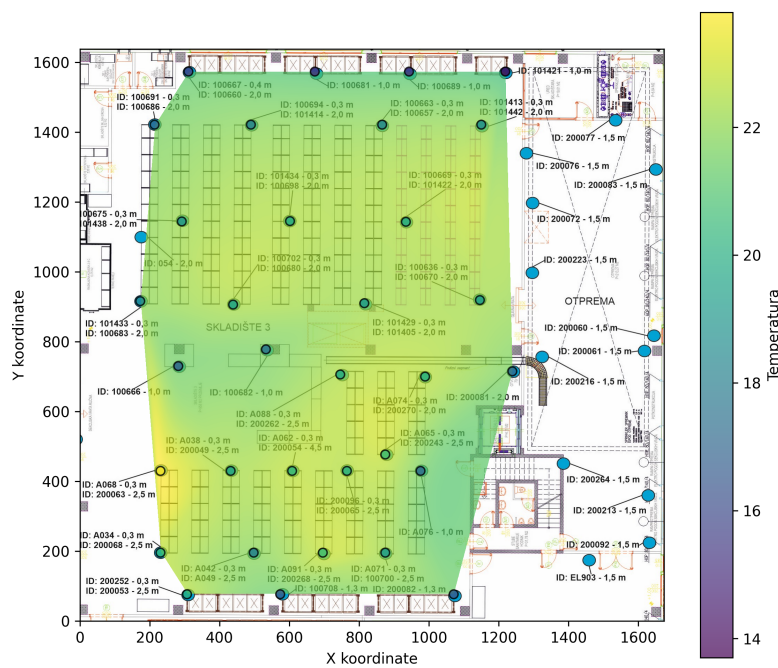 1600
1400
1200
1000
800
600
400
200
0
Y koordinate
0
200
400
600
800
1000
1200
1400
1600
X koordinate
ID: 100667 - 0,4 m
ID: 100660 - 2,0 m
ID: 100681 - 1,0 m
ID: 100689 - 1,0 m
ID: 101421 - 1,0 m
ID: 100691 - 0,3 m
ID: 100686 - 2,0 m
ID: 100694 - 0,3 m
ID: 101414 - 2,0 m
ID: 100663 - 0,3 m
ID: 100657 - 2,0 m
ID: 101413 - 0,3 m
ID: 101442 - 2,0 m
ID: 200077 - 1,5 m
ID: 200076 - 1,5 m
ID: 200083 - 1,5 m
ID: 101434 - 0,3 m
ID: 100698 - 2,0 m
ID: 100669 - 0,3 m
ID: 101422 - 2,0 m
100675 - 0,3 m
101438 - 2,0 m
ID: 200072 - 1,5 m
054 - 2,0 m
ID: 100702 - 0,3 m
ID: 100680 - 2,0 m
ID: 100636 - 0,3 m
ID: 100670 - 2,0 m
ID: 200223 - 1,5 m
OTPREMA
ID: 101433 - 0,3 m
ID: 100683 - 2,0 m
SKLADIŠTE 3
ID: 101429 - 0,3 m
ID: 101405 - 2,0 m
ID: 200060 - 1,5 m
ID: 200061 - 1,5 m
ID: 200216 - 1,5 m
ID: 100666 - 1,0 m
ID: 100682 - 1,0 m
ID: A088 - 0,3 m
ID: 200262 - 2,5 m
ID: A074 - 0,3 m
ID: 200270 - 2,0 m
ID: 200081 - 2,0 m
ID: A038 - 0,3 m
ID: 200049 - 2,5 m
ID: A062 - 0,3 m
ID: 200054 - 4,5 m
ID: A065 - 0,3 m
ID: 200243 - 2,5 m
ID: A068 - 0,3 m
ID: 200063 - 2,5 m
ID: 200096 - 0,3 m
ID: 200065 - 2,5 m
ID: 200264 - 1,5 m
ID: 200213 - 1,5 m
ID: A034 - 0,3 m
ID: 200068 - 2,5 m
ID: A076 - 1,0 m
ID: 200092 - 1,5 m
ID: A042 - 0,3 m
ID: A049 - 2,5 m
ID: A091 - 0,3 m
ID: 200268 - 2,5 m
ID: A071 - 0,3 m
ID: 100700 - 2,5 m
ID: 200252 - 0,3 m
ID: 200053 - 2,5 m
ID: 100708 - 1,3 m
ID: 200082 - 1,3 m
ID: EL903 - 1,5 m
22
20
18
16
14
Temperatura